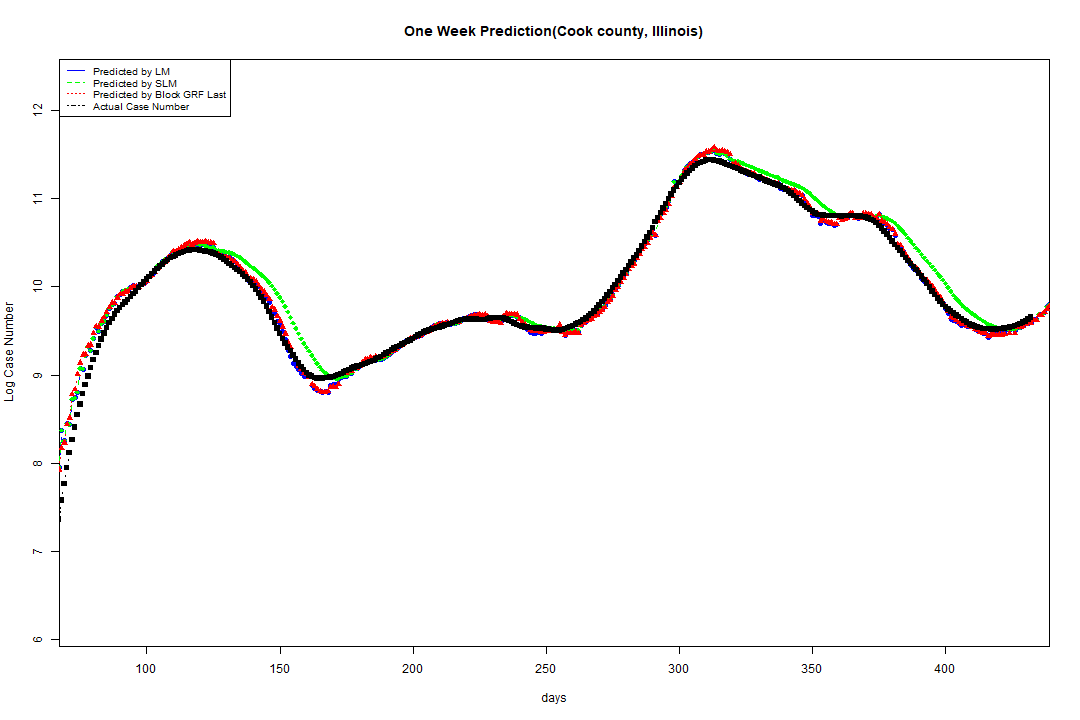 One Week Prediction(Cook county, Illinois)
Predicted by LM
Predicted by SLM
Predicted by Block GRF Last
Actual Case Number
12
11
10
9
8
7
6
Log Case Number
100 150 200 250 300 350 400
days